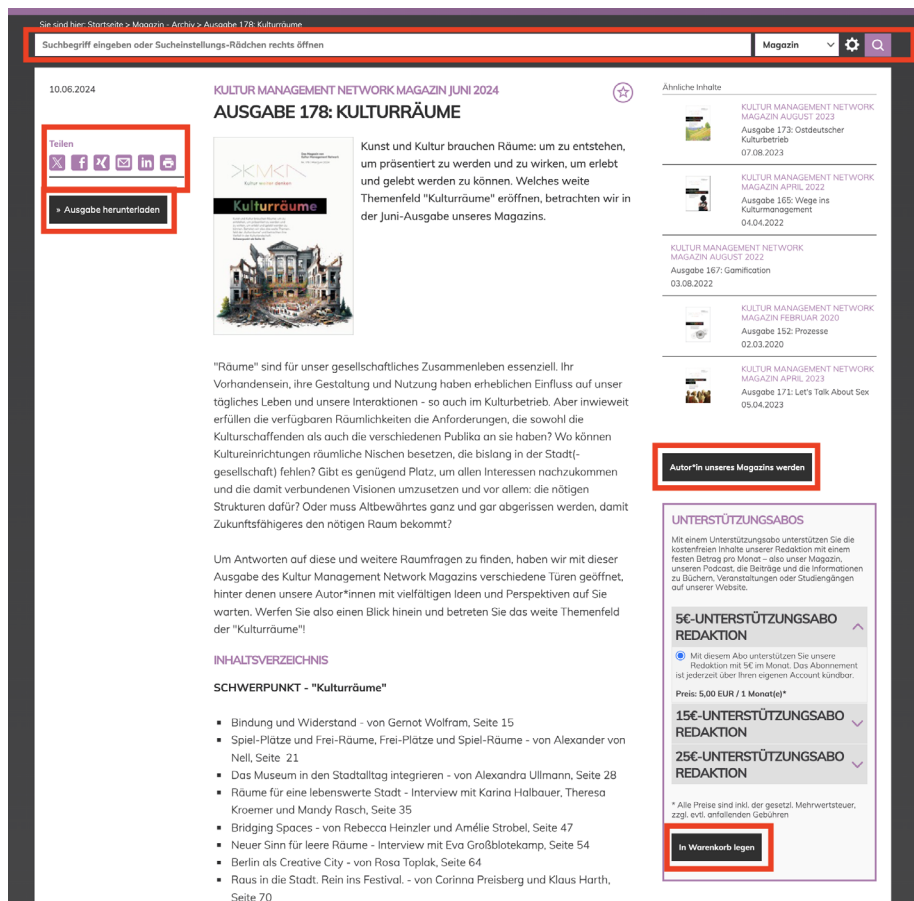 Sie sind hier: Startseite > Magazin - Archiv > Ausgabe 178: Kulturräume
Suchbegriff eingeben oder Sucheinstellungs-Rädchen rechts öffnen
Magazin
10.06.2024
Teilen
» Ausgabe herunterladen
KULTUR MANAGEMENT NETWORK MAGAZIN JUNI 2024
AUSGABE 178: KULTURRÄUME
Kultur weiter denken
Kulturräume
Kunst und Kultur brauchen Räume: um zu entstehen,
um präsentiert zu werden und zu wirken, um erlebt
und gelebt werden zu können. Welches weite
Themenfeld "Kulturräume" eröffnen, betrachten wir in
der Juni-Ausgabe unseres Magazins.
"Räume" sind für unser gesellschaftliches Zusammenleben essenziell. Ihr
Vorhandensein, ihre Gestaltung und Nutzung haben erheblichen Einfluss auf unser
tägliches Leben und unsere Interaktionen - so auch im Kulturbetrieb. Aber inwieweit
erfüllen die verfügbaren Räumlichkeiten die Anforderungen, die sowohl die
Kulturschaffenden als auch die verschiedenen Publika an sie haben? Wo können
Kultureinrichtungen räumliche Nischen besetzen, die bislang in der Stadt(-
gesellschaft) fehlen? Gibt es genügend Platz, um allen Interessen nachzukommen
und die damit verbundenen Visionen umzusetzen und vor allem: die nötigen
Strukturen dafür? Oder muss Altbewährtes ganz und gar abgerissen werden, damit
Zukunftsfähigeres den nötigen Raum bekommt?
Um Antworten auf diese und weitere Raumfragen zu finden, haben wir mit dieser
Ausgabe des Kultur Management Network Magazins verschiedene Türen geöffnet,
hinter denen unsere Autor*innen mit vielfältigen Ideen und Perspektiven auf Sie
warten. Werfen Sie also einen Blick hinein und betreten Sie das weite Themenfeld
der "Kulturräume"!
INHALTSVERZEICHNIS
SCHWERPUNKT - "Kulturräume"
▪ Bindung und Widerstand - von Gernot Wolfram, Seite 15
▪ Spiel-Plätze und Frei-Räume, Frei-Plätze und Spiel-Räume - von Alexander von
Nell, Seite 21
▪ Das Museum in den Stadtalltag integrieren - von Alexandra Ullmann, Seite 28
▪ Räume für eine lebenswerte Stadt - Interview mit Karina Halbauer, Theresa
Kroemer und Mandy Rasch, Seite 35
▪ Bridging Spaces - von Rebecca Heinzler und Amélie Strobel, Seite 47
▪ Neuer Sinn für leere Räume - Interview mit Eva Großblotekamp, Seite 54
▪ Berlin als Creative City - von Rosa Toplak, Seite 64
▪ Raus in die Stadt. Rein ins Festival. - von Corinna Preisberg und Klaus Harth,
Seite 70
Ähnliche Inhalte
KULTUR MANAGEMENT NETWORK
MAGAZIN AUGUST 2023
Ausgabe 173: Ostdeutscher
Kulturbetrieb
07.08.2023
KULTUR MANAGEMENT NETWORK
MAGAZIN APRIL 2022
Ausgabe 165: Wege ins
Kulturmanagement
04.04.2022
KULTUR MANAGEMENT NETWORK
MAGAZIN AUGUST 2022
Ausgabe 167: Gamification
03.08.2022
KULTUR MANAGEMENT NETWORK
MAGAZIN FEBRUAR 2020
Ausgabe 152: Prozesse
02.03.2020
KULTUR MANAGEMENT NETWORK
MAGAZIN APRIL 2023
Ausgabe 171: Let's Talk About Sex
05.04.2023
Autor*in unseres Magazins werden
UNTERSTÜTZUNGSABOS
Mit einem Unterstützungsabo unterstützen Sie die
kostenfreien Inhalte unserer Redaktion mit einem
festen Betrag pro Monat – also unser Magazin,
unseren Podcast, die Beiträge und die Informationen
zu Büchern, Veranstaltungen oder Studiengängen
auf unserer Website.
5€-UNTERSTÜTZUNGSABO
REDAKTION
Mit diesem Abo unterstützen Sie unsere
Redaktion mit 5€ im Monat. Das Abonnement
ist jederzeit über Ihren eigenen Account kündbar.
Preis: 5,00 EUR / 1 Monat(e)*
15€-UNTERSTÜTZUNGSABO
REDAKTION
25€-UNTERSTÜTZUNGSABO
REDAKTION
* Alle Preise sind inkl. der gesetzl. Mehrwertsteuer,
zzgl. evtl. anfallenden Gebühren
In Warenkorb legen